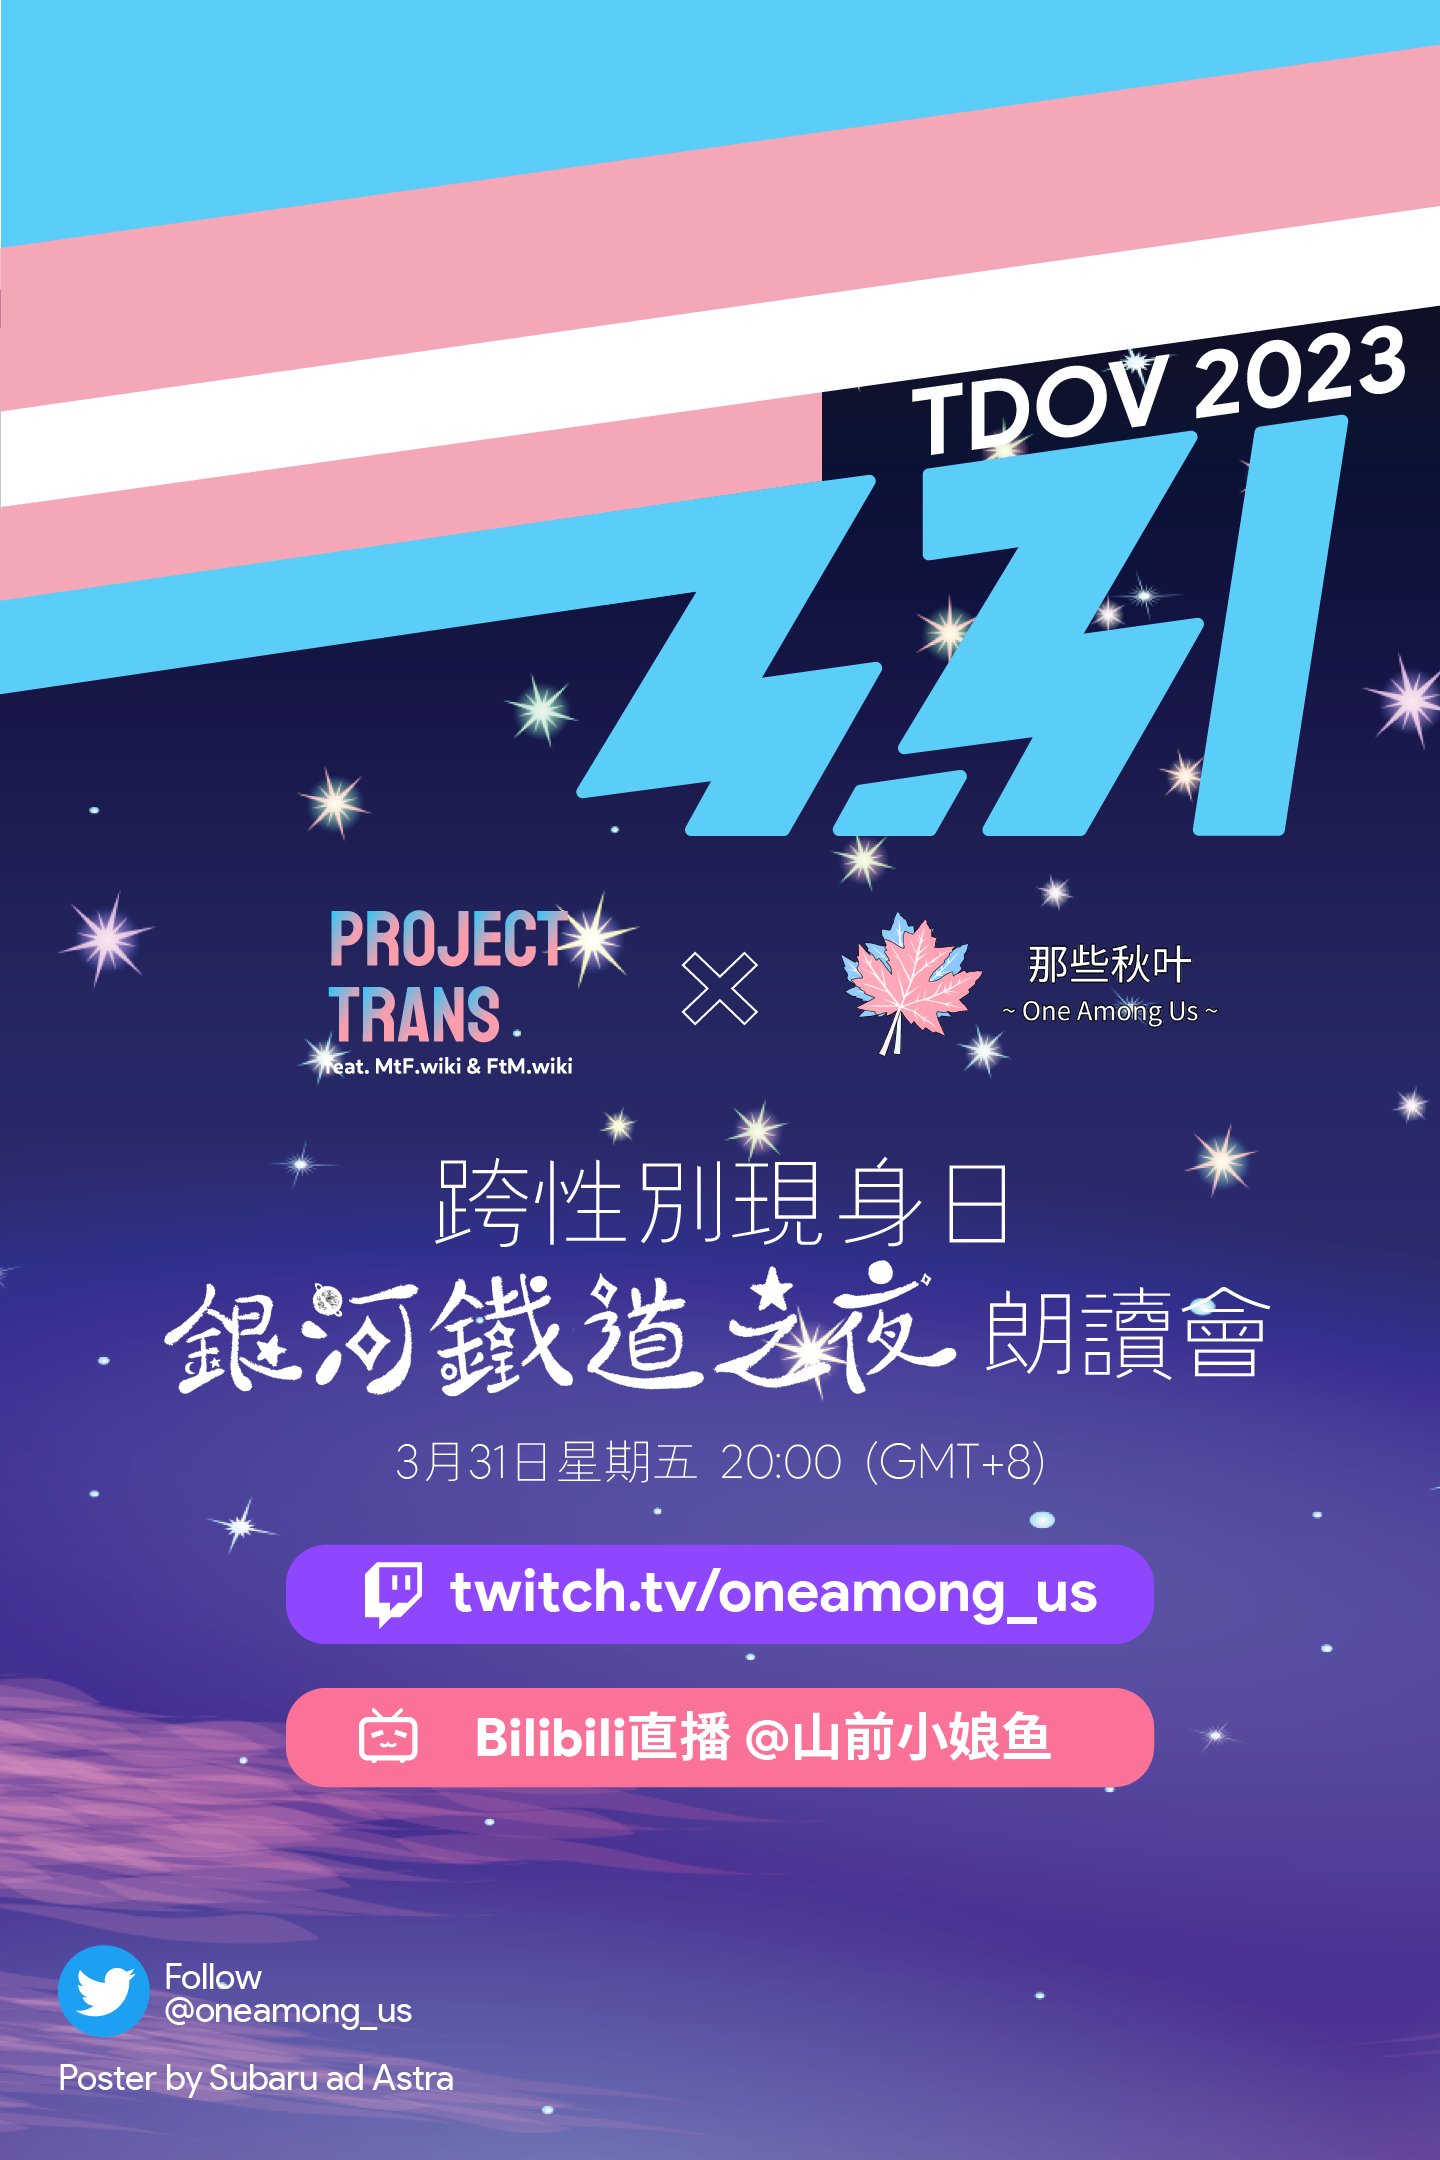 TDOV 2023
3.31
PROJECT
TRANS
feat. MtF.wiki & FtM.wiki
那些秋叶
~ One Among Us ~
跨性別現身日
銀河鐵道之夜 朗讀會
3月31日星期五 20:00 (GMT+8)
twitch.tv/oneamong_us
Bilibili直播 @山前小娘鱼
Follow
@oneamong_us
Poster by Subaru ad Astra